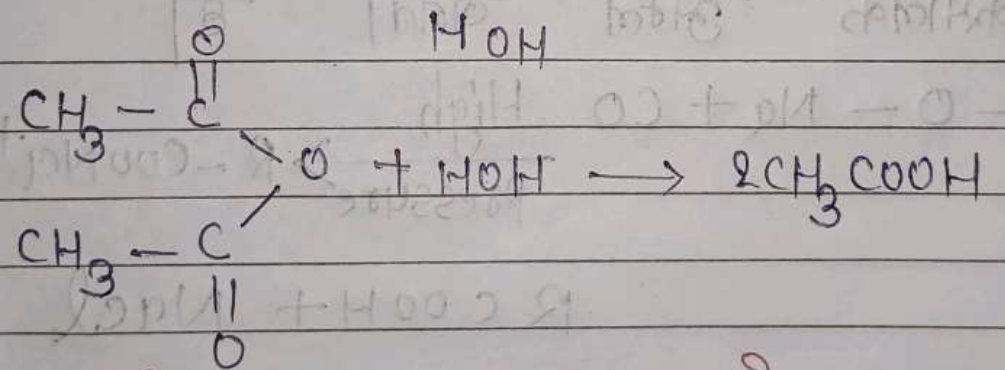 O HOH
||
CH3 - C
\ O + HOH → 2CH3COOH
/
CH3 - C
||
O